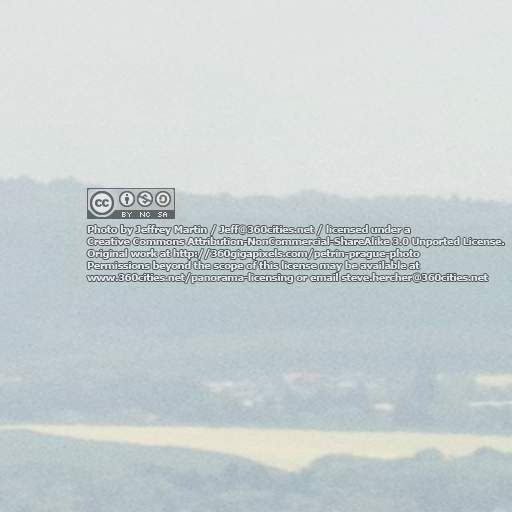 cc
BY NC SA
Photo by Jeffrey Martin / Jeff@360cities.net / licensed under a
Creative Commons Attribution-NonCommercial-ShareAlike 3.0 Unported License.
Original work at http://360gigapixels.com/petrin-prague-photo
Permissions beyond the scope of this license may be available at
www.360cities.net/panorama-licensing or email steve.hercher@360cities.net